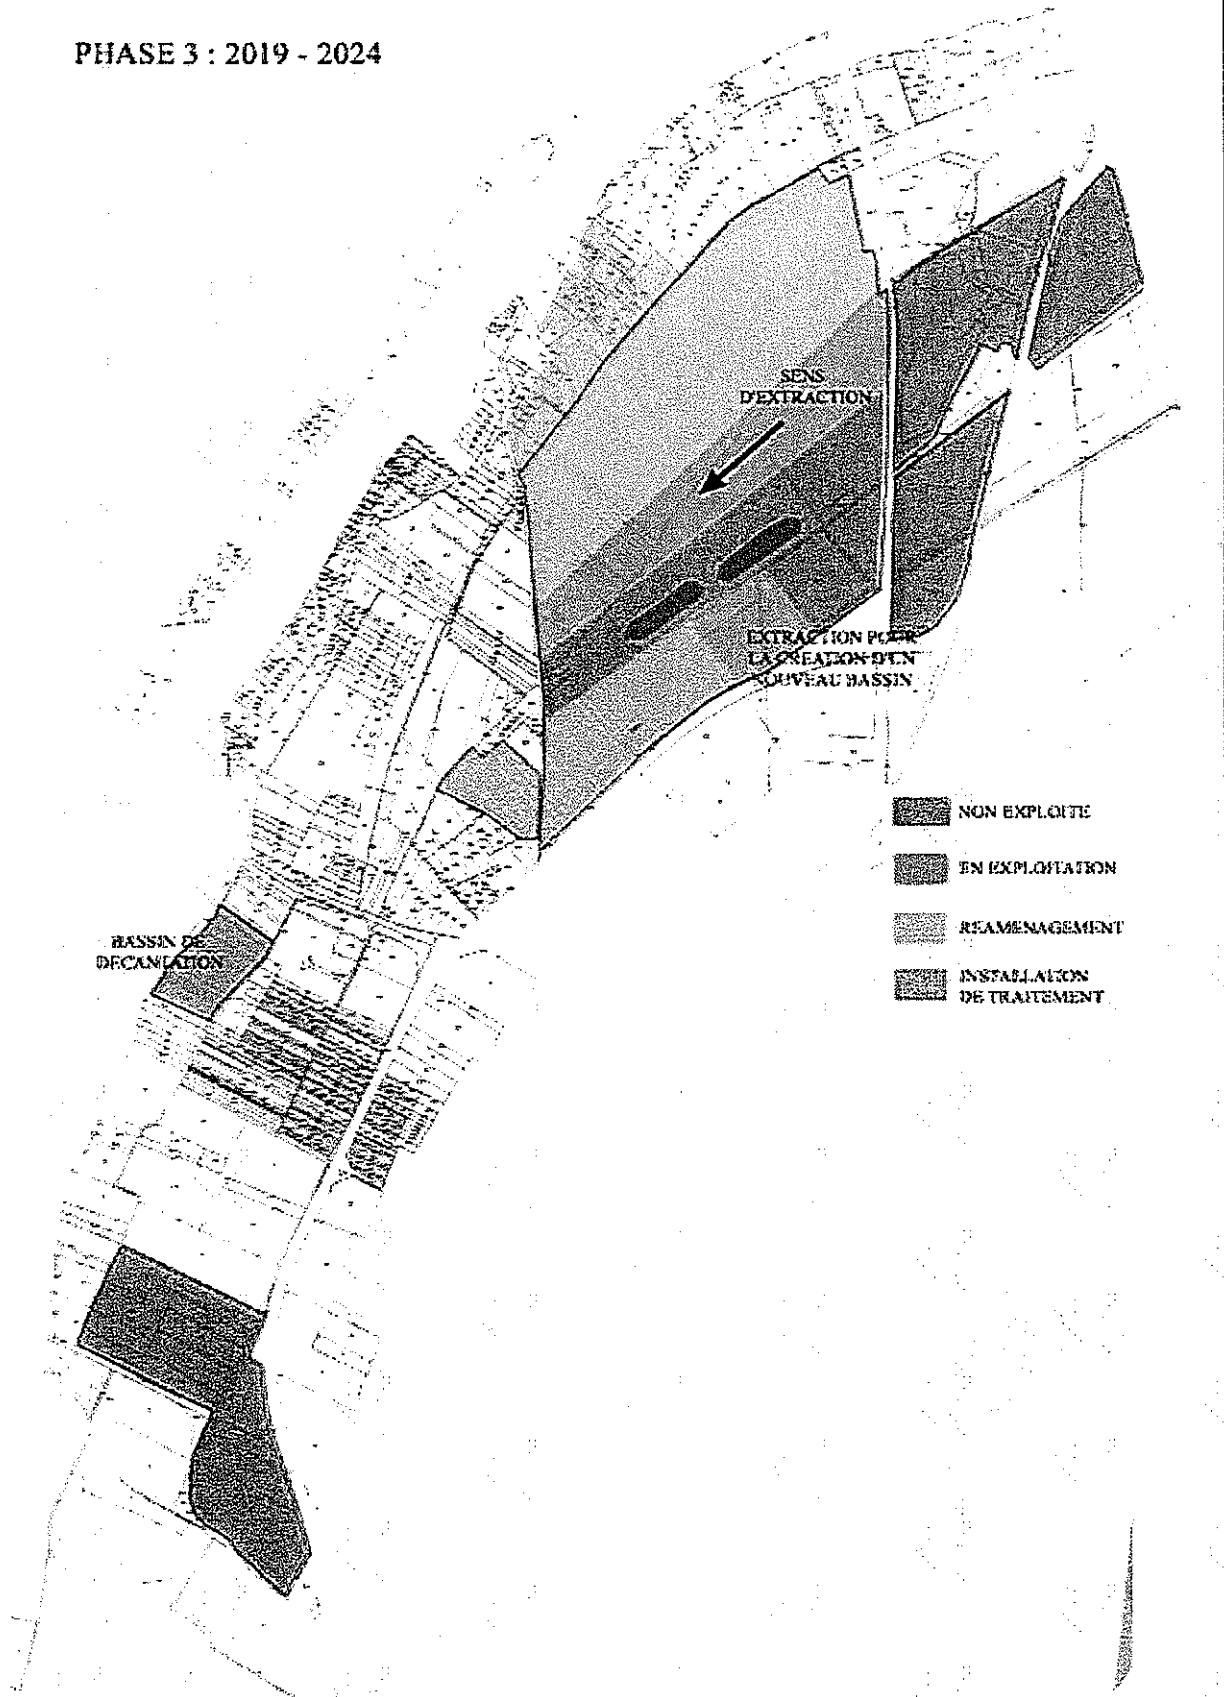 PHASE 3 : 2019 - 2024
SENS
D'EXTRACTION
EXTRACTION POUR
LA CREATION D'UN
NOUVEAU BASSIN
NON EXPLOITE
EN EXPLOITATION
REAMENAGEMENT
INSTALLATION
DE TRAITEMENT
BASSIN DE
DECANTATION